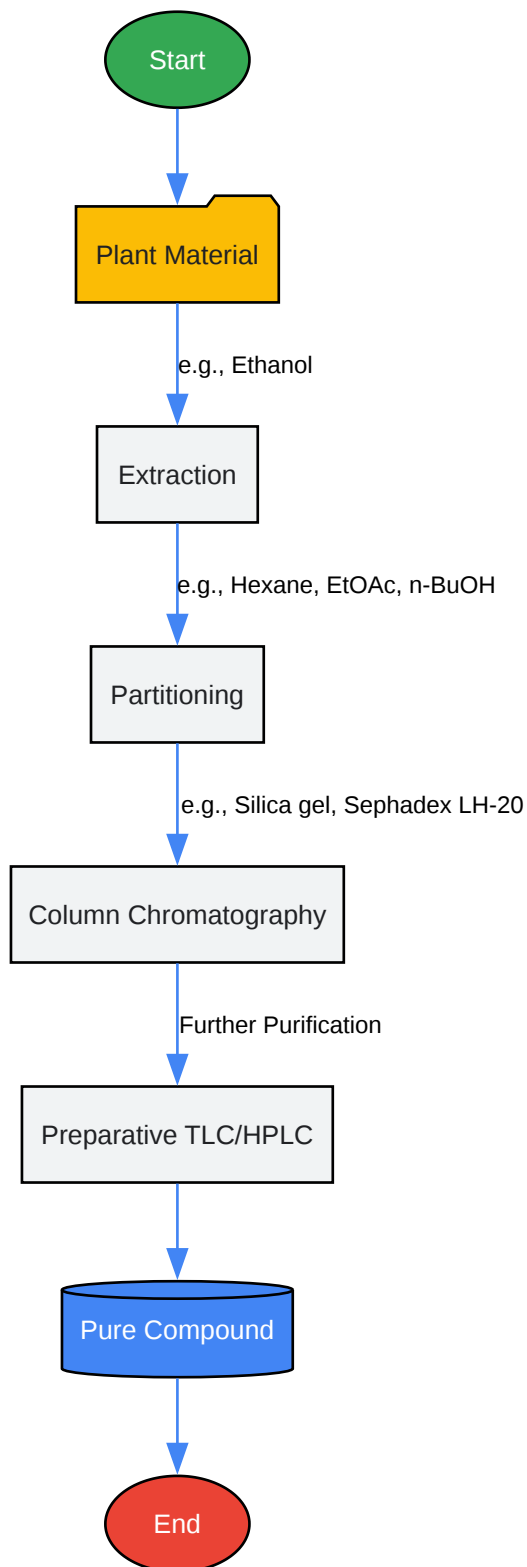 Start
Plant Material
e.g., Ethanol
Extraction
e.g., Hexane, EtOAc, n-BuOH
Partitioning
e.g., Silica gel, Sephadex LH-20
Column Chromatography
Further Purification
Preparative TLC/HPLC
Pure Compound
End